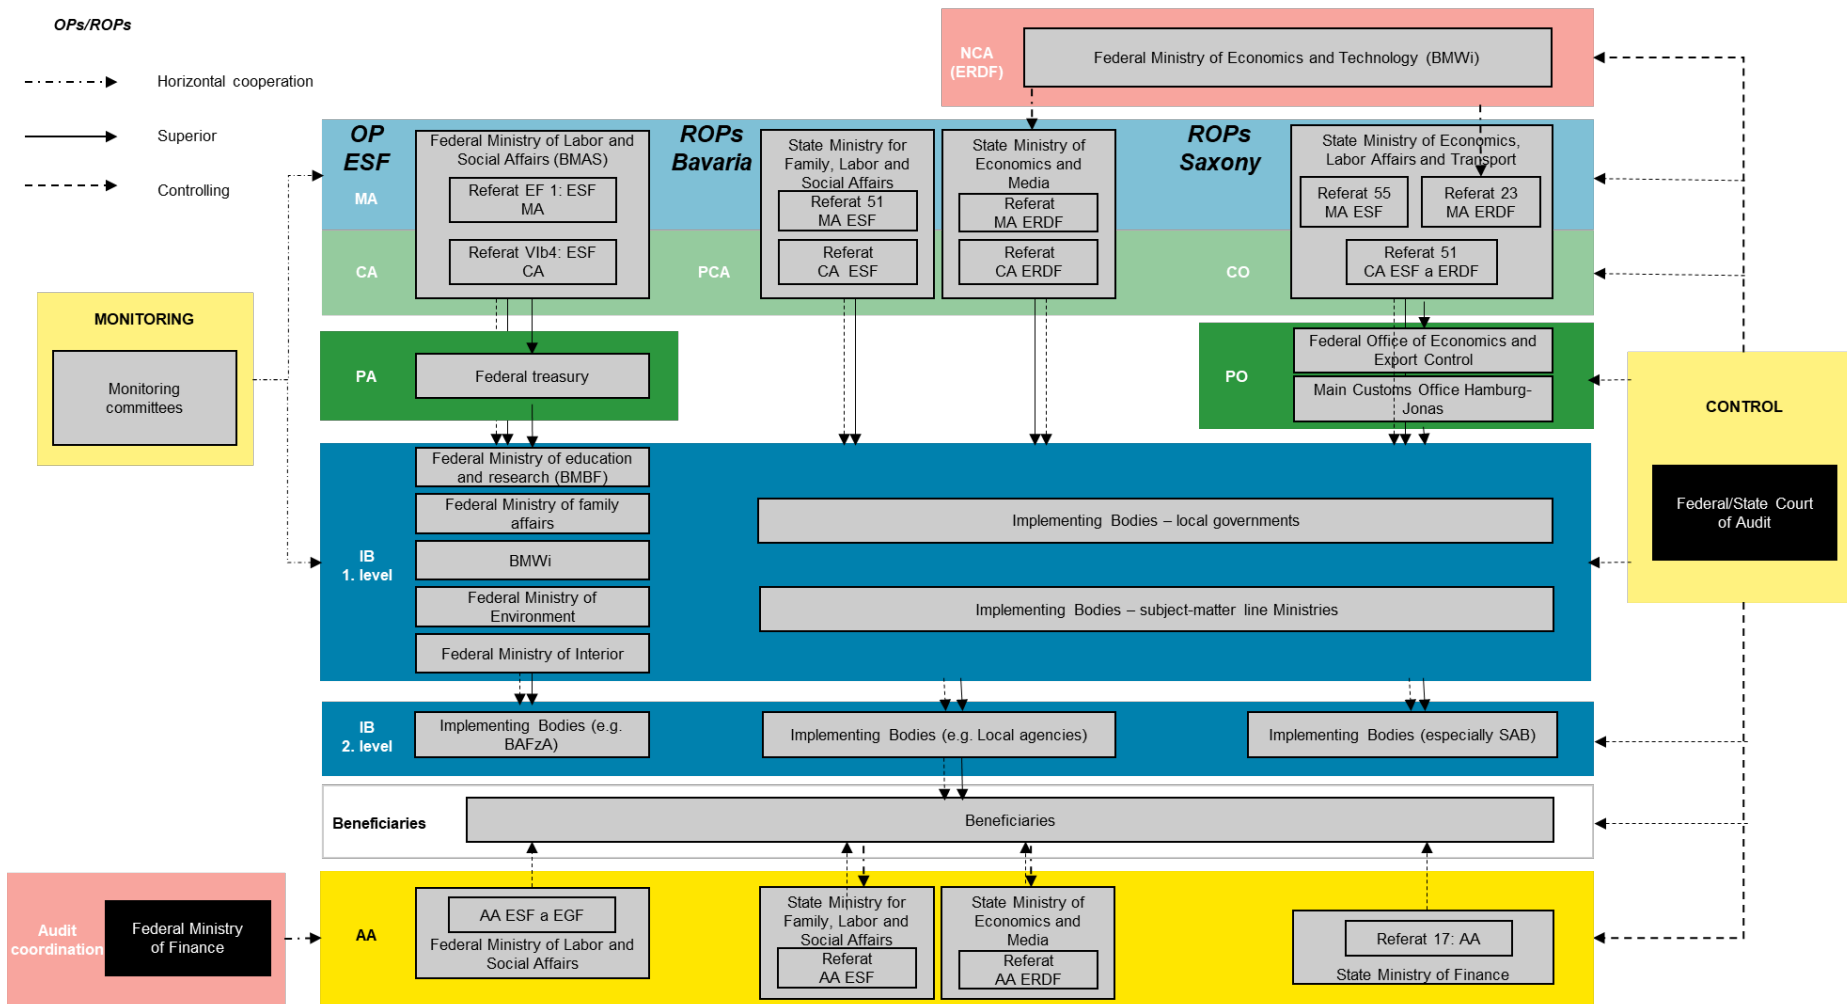 OPs/ROPs
Horizontal cooperation
Superior
Controlling
NCA
(ERDF)
Federal Ministry of Economics and Technology (BMWi)
OP
ESF
MA
Federal Ministry of Labor and
Social Affairs (BMAS)
Referat EF 1: ESF
MA
ROPs
Bavaria
State Ministry for
Family, Labor and
Social Affairs
Referat 51
MA ESF
State Ministry of
Economics and
Media
Referat
MA ERDF
ROPs
Saxony
State Ministry of Economics,
Labor Affairs and Transport
Referat 55
MA ESF
Referat 23
MA ERDF
CA
Referat VIb4: ESF
CA
PCA
Referat
CA ESF
Referat
CA ERDF
CO
Referat 51
CA ESF a ERDF
MONITORING
Monitoring
committees
PA
Federal treasury
PO
Federal Office of Economics and
Export Control
Main Customs Office Hamburg-
Jonas
CONTROL
Federal/State Court
of Audit
IB
1. level
Federal Ministry of education
and research (BMBF)
Federal Ministry of family
affairs
BMWi
Federal Ministry of
Environment
Federal Ministry of Interior
Implementing Bodies – local governments
Implementing Bodies – subject-matter line Ministries
IB
2. level
Implementing Bodies (e.g.
BAFzA)
Implementing Bodies (e.g. Local agencies)
Implementing Bodies (especially SAB)
Beneficiaries
Beneficiaries
Audit
coordination
Federal Ministry
of Finance
AA
AA ESF a EGF
Federal Ministry of Labor and
Social Affairs
State Ministry for
Family, Labor and
Social Affairs
Referat
AA ESF
State Ministry of
Economics and
Media
Referat
AA ERDF
Referat 17: AA
State Ministry of Finance